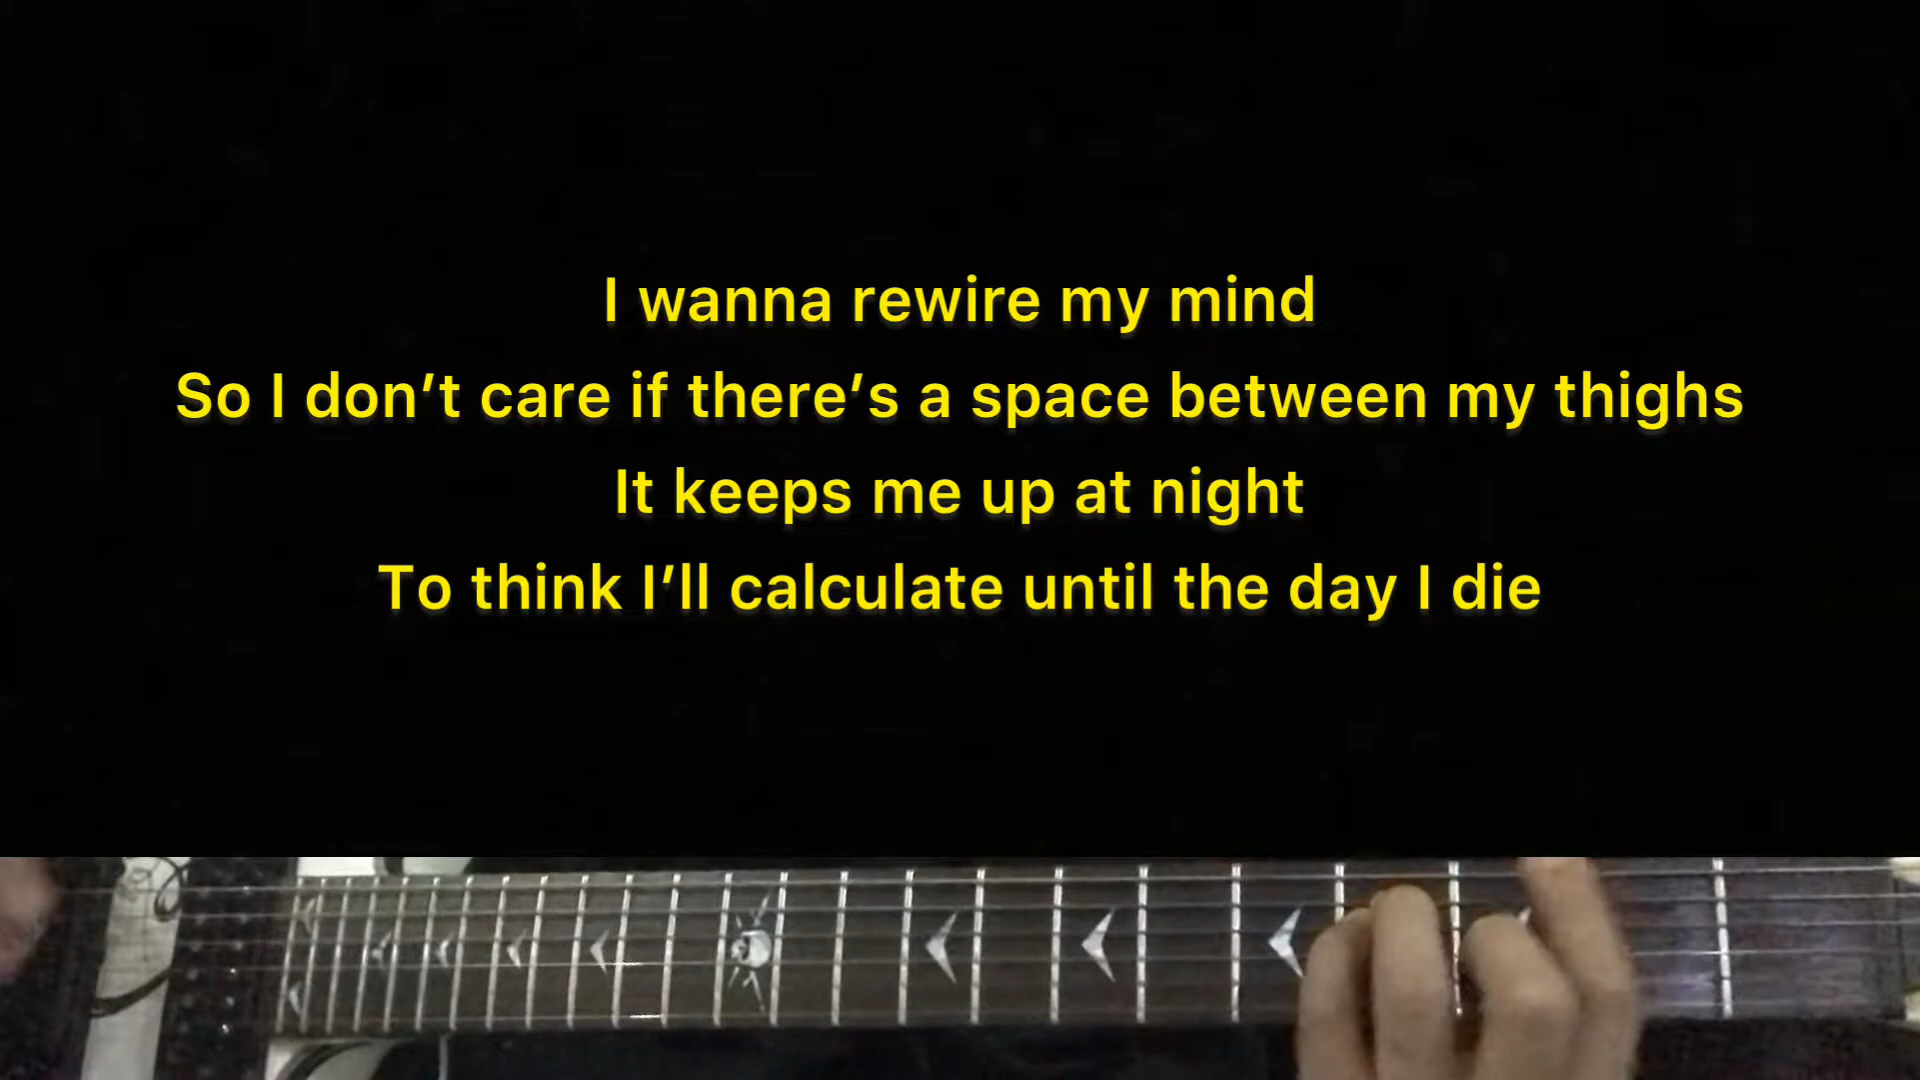 I wanna rewire my mind
So I don’t care if there’s a space between my thighs
It keeps me up at night
To think I’ll calculate until the day I die